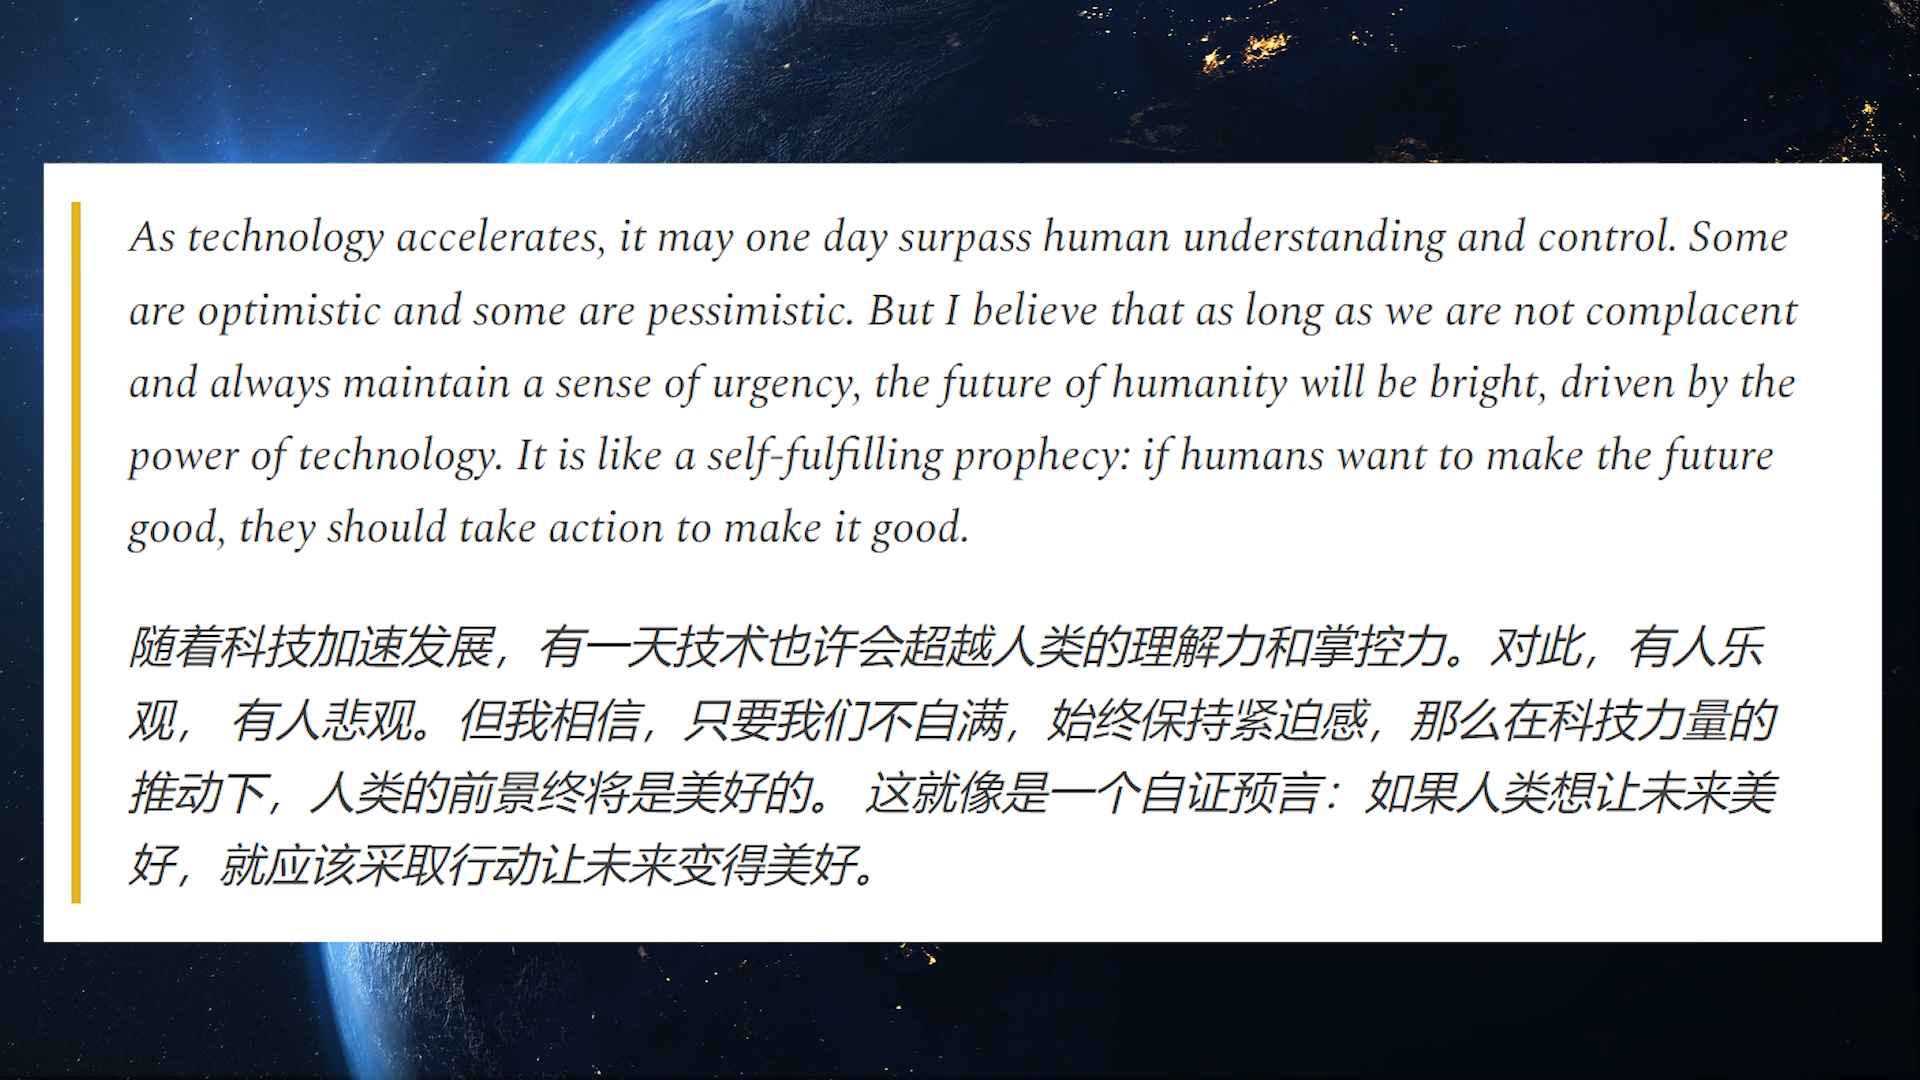 As technology accelerates, it may one day surpass human understanding and control. Some
are optimistic and some are pessimistic. But I believe that as long as we are not complacent
and always maintain a sense of urgency, the future of humanity will be bright, driven by the
power of technology. It is like a self-fulfilling prophecy: if humans want to make the future
good, they should take action to make it good.
随着科技加速发展，有一天技术也许会超越人类的理解力和掌控力。对此，有人乐
观， 有人悲观。但我相信，只要我们不自满，始终保持紧迫感，那么在科技力量的
推动下，人类的前景终将是美好的。 这就像是一个自证预言：如果人类想让未来美
好，就应该采取行动让未来变得美好。